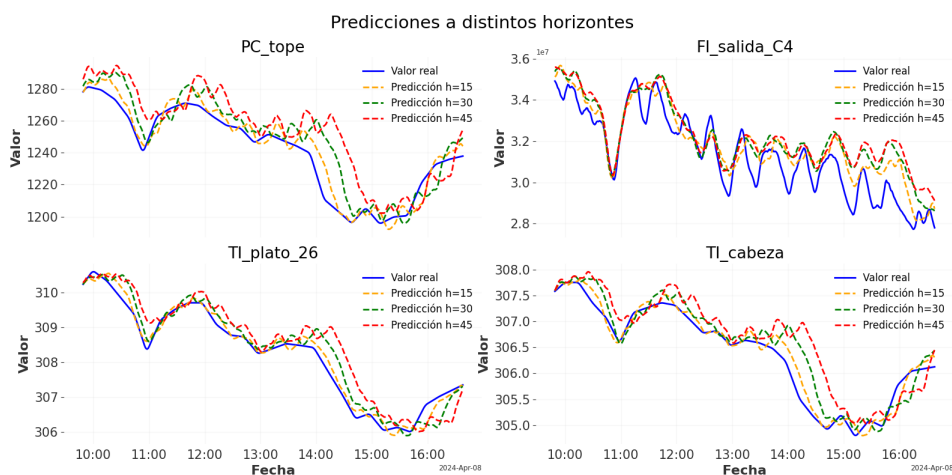 Predicciones a distintos horizontes
PC_tope
Valor
1280
1260
1240
1220
1200
Valor real
Predicción h=15
Predicción h=30
Predicción h=45
FI_salida_C4
1e7
Valor
3.6
3.4
3.2
3.0
2.8
Valor real
Predicción h=15
Predicción h=30
Predicción h=45
TI_plato_26
Valor
310
309
308
307
306
Valor real
Predicción h=15
Predicción h=30
Predicción h=45
10:00 11:00 12:00 13:00 14:00 15:00 16:00
Fecha
2024-Apr-08
TI_cabeza
Valor
308.0
307.5
307.0
306.5
306.0
305.5
305.0
Valor real
Predicción h=15
Predicción h=30
Predicción h=45
10:00 11:00 12:00 13:00 14:00 15:00 16:00
Fecha
2024-Apr-08